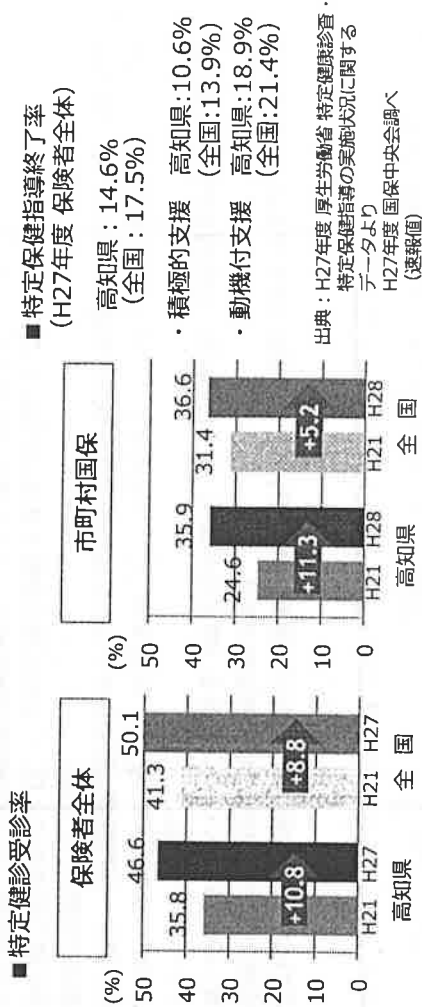 ■ 特定健診受診率
保険者全体
(%)
50
40
30
20
10
0
35.8
46.6
41.3
50.1
+10.8
+8.8
H21
H27
H21
H27
高知県
全 国
市町村国保
(%)
50
40
30
20
10
0
24.6
35.9
31.4
36.6
+11.3
+5.2
H21
H28
H21
H28
高知県
全 国
■ 特定保健指導終了率
(H27年度 保険者全体)
高知県：14.6%
(全国：17.5%)
・積極的支援 高知県:10.6%
(全国:13.9%)
・動機付支援 高知県:18.9%
(全国:21.4%)
出典：H27年度 厚生労働省 特定健康診査・
特定保健指導の実施状況に関する
データより
H27年度 国保中央会調べ
(速報値)